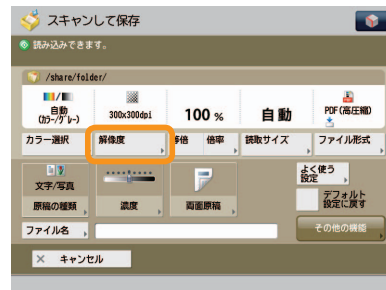 スキャンして保存
読み込みできます。
/share/folder/
自動
(カラー/グレー)
300x300dpi
100 %
自動
PDF(高圧縮)
カラー選択
解像度
等倍
倍率
読取サイズ
ファイル形式
文字/写真
原稿の種類
濃度
両面原稿
よく使う
設定
デフォルト
設定に戻す
ファイル名
その他の機能
× キャンセル